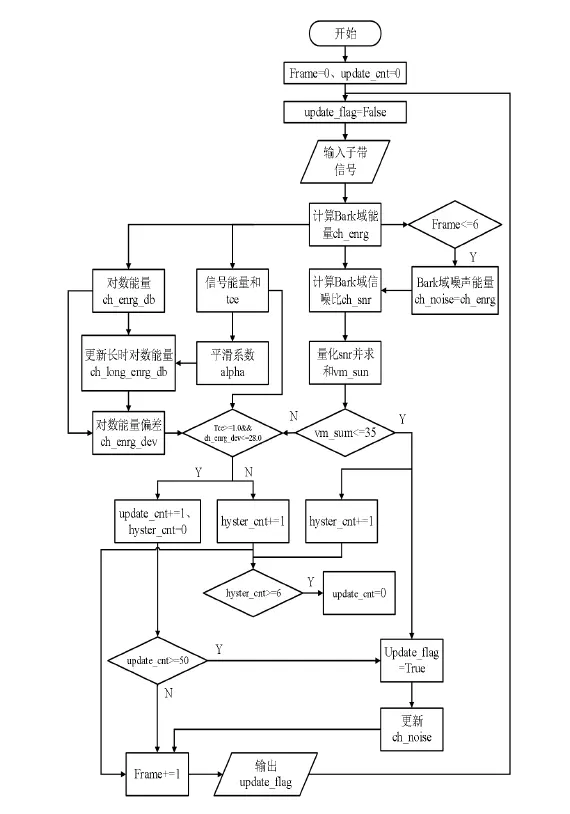 开始
Frame=0、update_cnt=0
update_flag=False
输入子带
信号
计算Bark域能
量ch_enrg
Frame<=6
Y
对数能量
ch_enrg_db
信号能量和
tce
计算Bark域信
噪比ch_snr
Bark域噪声能量
ch_noise=ch_enrg
更新长时对数能量
ch_long_enrg_db
平滑系数
alpha
量化snr并求
和vm_sun
对数能量偏差
ch_enrg_dev
Tce>=1.0&&
ch_enrg_dev<=28.0
N
vm_sum<=35
Y
Y
N
update_cnt+=1、
hyster_cnt=0
hyster_cnt+=1
hyster_cnt+=1
hyster_cnt>=6
Y
update_cnt=0
update_cnt>=50
Y
Update_flag
=True
N
更新
ch_noise
Frame+=1
输出
update_flag